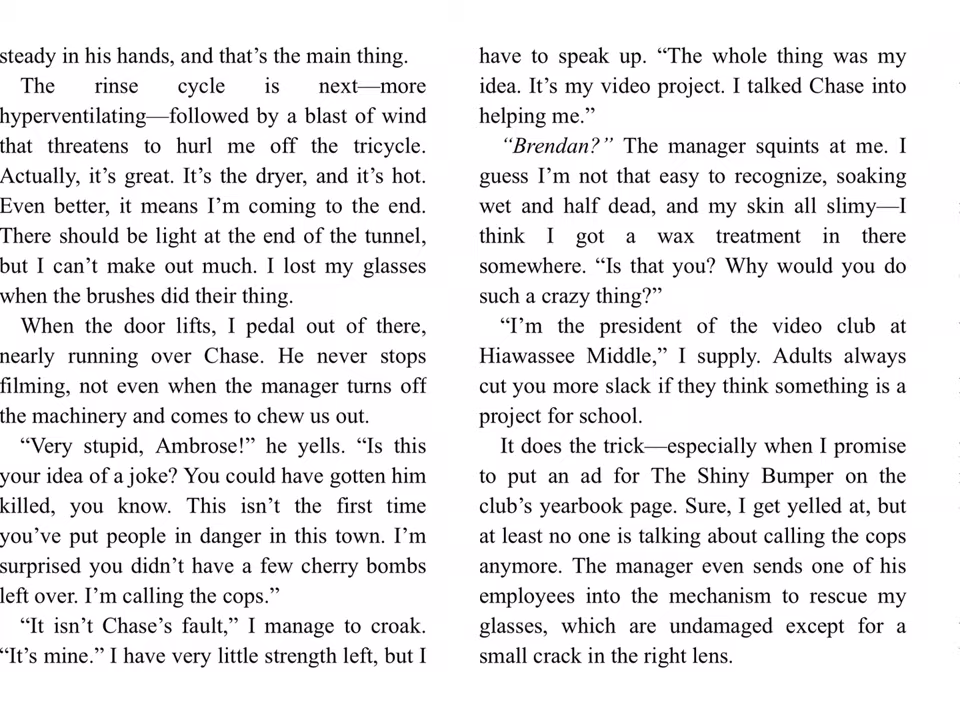 steady in his hands, and that’s the main thing.
The rinse cycle is next—more
hyperventilating—followed by a blast of wind
that threatens to hurl me off the tricycle.
Actually, it’s great. It’s the dryer, and it’s hot.
Even better, it means I’m coming to the end.
There should be light at the end of the tunnel,
but I can’t make out much. I lost my glasses
when the brushes did their thing.
When the door lifts, I pedal out of there,
nearly running over Chase. He never stops
filming, not even when the manager turns off
the machinery and comes to chew us out.
“Very stupid, Ambrose!” he yells. “Is this
your idea of a joke? You could have gotten him
killed, you know. This isn’t the first time
you’ve put people in danger in this town. I’m
surprised you didn’t have a few cherry bombs
left over. I’m calling the cops.”
“It isn’t Chase’s fault,” I manage to croak.
“It’s mine.” I have very little strength left, but I
have to speak up. “The whole thing was my
idea. It’s my video project. I talked Chase into
helping me.”
“Brendan?” The manager squints at me. I
guess I’m not that easy to recognize, soaking
wet and half dead, and my skin all slimy—I
think I got a wax treatment in there
somewhere. “Is that you? Why would you do
such a crazy thing?”
“I’m the president of the video club at
Hiawassee Middle,” I supply. Adults always
cut you more slack if they think something is a
project for school.
It does the trick—especially when I promise
to put an ad for The Shiny Bumper on the
club’s yearbook page. Sure, I get yelled at, but
at least no one is talking about calling the cops
anymore. The manager even sends one of his
employees into the mechanism to rescue my
glasses, which are undamaged except for a
small crack in the right lens.